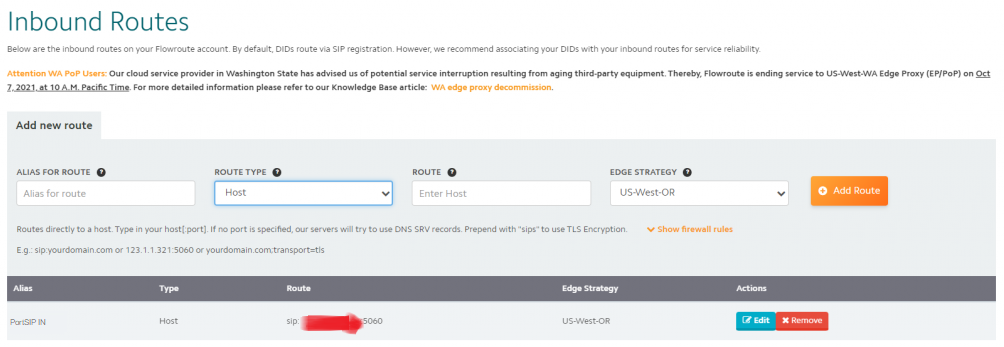 Inbound Routes
Below are the inbound routes on your Flowroute account. By default, DIDs route via SIP registration. However, we recommend associating your DIDs with your inbound routes for service reliability.
Attention WA PoP Users: Our cloud service provider in Washington State has advised us of potential service interruption resulting from aging third-party equipment. Thereby, Flowroute is ending service to US-West-WA Edge Proxy (EP/PoP) on Oct
7, 2021, at 10 A.M. Pacific Time. For more detailed information please refer to our Knowledge Base article: WA edge proxy decommission.
Add new route
ALIAS FOR ROUTE ? ROUTE TYPE ? ROUTE ? EDGE STRATEGY ?
Alias for route Host Enter Host US-West-OR Add Route
Routes directly to a host. Type in your host[:port]. If no port is specified, our servers will try to use DNS SRV records. Prepend with "sips" to use TLS Encryption. Show firewall rules
E.g.: sip:yourdomain.com or 123.1.1.321:5060 or yourdomain.com;transport=tls
Alias Type Route Edge Strategy Actions
PortSIP IN Host sip: 5060 US-West-OR Edit Remove